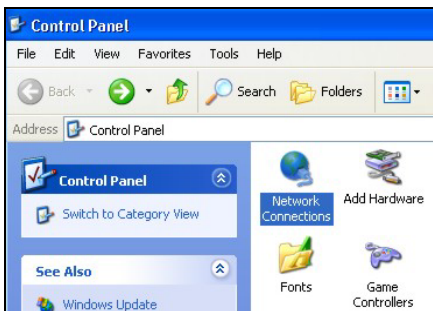 Control Panel
File Edit View Favorites Tools Help
Back Search Folders
Address Control Panel
Control Panel
Switch to Category View
See Also
Windows Update
Network Connections
Add Hardware
Fonts
Game Controllers